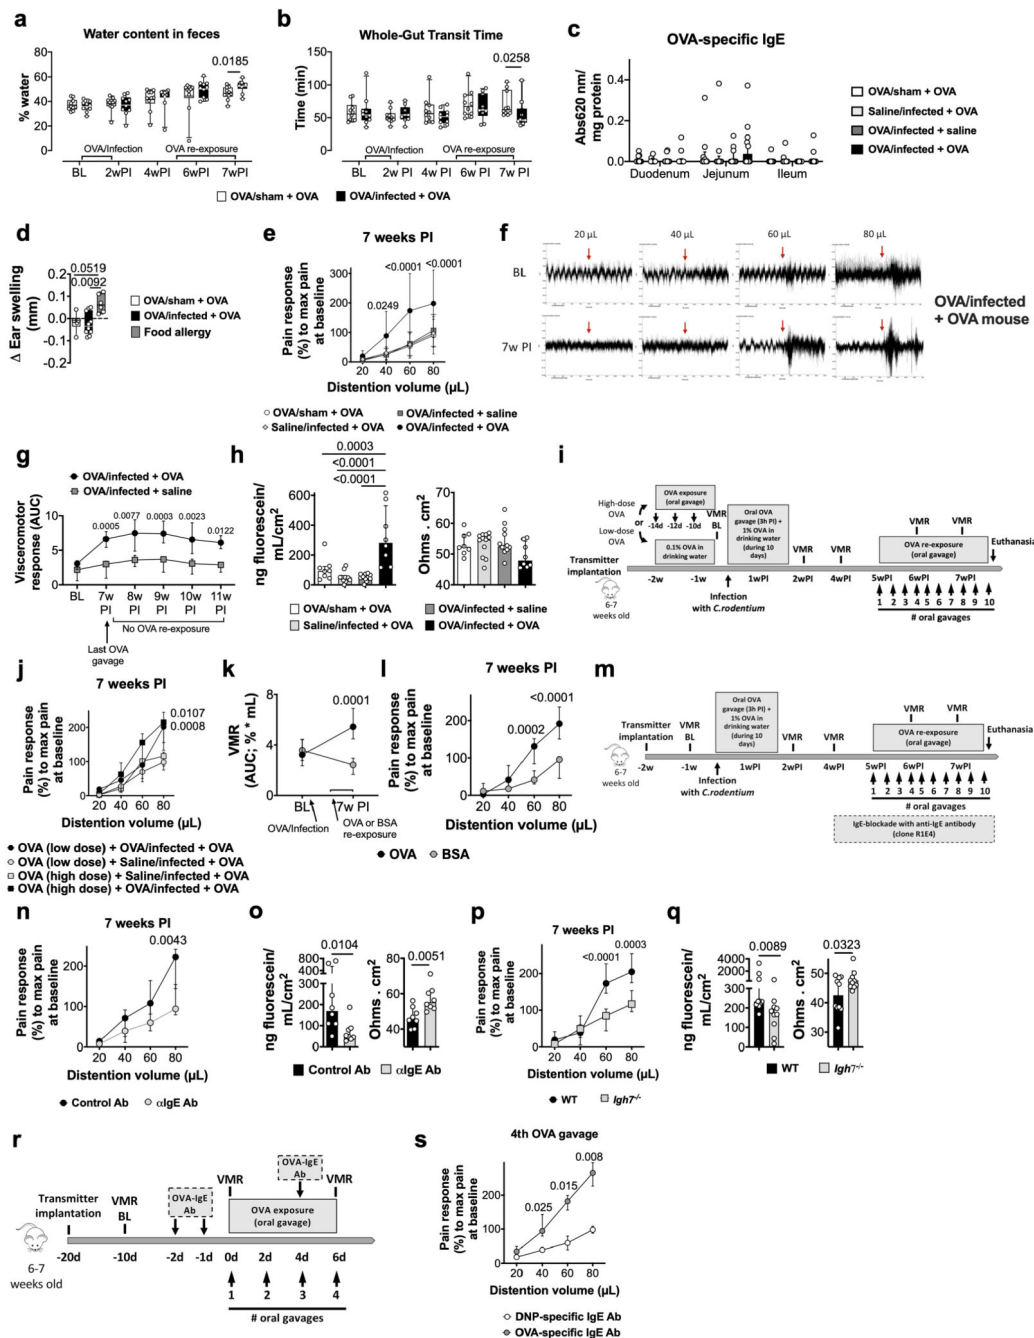 a
Water content in feces
% water
80
60
40
20
0
0.0185
OVA/Infection
OVA re-exposure
BL
2wPI
4wPI
6wPI
7wPI
b
Whole-Gut Transit Time
Time (min)
150
100
50
0
0.0258
OVA/Infection
OVA re-exposure
BL
2w PI
4w PI
6w PI
7w PI
OVA/sham + OVA
OVA/infected + OVA
c
OVA-specific IgE
Abs620 nm/
mg protein
0.4
0.2
0.0
Duodenum
Jejunum
Ileum
OVA/sham + OVA
Saline/infected + OVA
OVA/infected + saline
OVA/infected + OVA
d
Δ Ear swelling
(mm)
0.2
0.1
0.0
-0.1
-0.2
0.0519
0.0092
OVA/sham + OVA
OVA/infected + OVA
Food allergy
e
7 weeks PI
Pain response
(%) to max pain
at baseline
300
200
100
0
0.0249
<0.0001
<0.0001
20
40
60
80
Distention volume (µL)
OVA/sham + OVA
Saline/infected + OVA
OVA/infected + saline
OVA/infected + OVA
f
20 µL
40 µL
60 µL
80 µL
BL
7w PI
OVA/infected
+ OVA mouse
g
OVA/infected + OVA
OVA/infected + saline
Visceromotor
response (AUC)
15
10
5
0
0.0005
0.0077
0.0003
0.0023
0.0122
BL
7w
PI
8w
PI
9w
PI
10w
PI
11w
PI
No OVA re-exposure
Last OVA
gavage
h
0.0003
<0.0001
<0.0001
ng fluorescein/
mL/cm²
600
400
200
0
Ohms . cm²
70
60
50
40
OVA/sham + OVA
Saline/infected + OVA
OVA/infected + saline
OVA/infected + OVA
i
High-dose
OVA
or
Low-dose
OVA
OVA exposure
(oral gavage)
-14d
-12d
-10d
0.1% OVA in
drinking water
VMR
BL
Oral OVA
gavage (3h PI) +
1% OVA in
drinking water
(during 10
days)
VMR
VMR
VMR
VMR
OVA re-exposure
(oral gavage)
Euthanasia
Transmitter
implantation
6-7
weeks old
-2w
-1w
1wPI
2wPI
4wPI
5wPI
6wPI
7wPI
Infection
with C.rodentium
1 2 3 4 5 6 7 8 9 10
# oral gavages
j
7 weeks PI
Pain response
(%) to max pain
at baseline
200
100
0
0.0107
0.0008
20
40
60
80
Distention volume (µL)
OVA (low dose) + OVA/infected + OVA
OVA (low dose) + Saline/infected + OVA
OVA (high dose) + Saline/infected + OVA
OVA (high dose) + OVA/infected + OVA
k
VMR
(AUC; % * mL)
8
4
0
0.0001
BL
7w PI
OVA/Infection
OVA or BSA
re-exposure
l
7 weeks PI
Pain response
(%) to max pain
at baseline
200
100
0
0.0002
<0.0001
20
40
60
80
Distention volume (µL)
OVA
BSA
m
Transmitter
implantation
VMR
BL
Oral OVA
gavage (3h PI) +
1% OVA in
drinking water
(during 10
days)
VMR
VMR
VMR
VMR
OVA re-exposure
(oral gavage)
Euthanasia
6-7
weeks old
-2w
-1w
1wPI
2wPI
4wPI
5wPI
6wPI
7wPI
Infection
with C.rodentium
1 2 3 4 5 6 7 8 9 10
# oral gavages
IgE-blockade with anti-IgE antibody
(clone R1E4)
n
7 weeks PI
Pain response
(%) to max pain
at baseline
200
100
0
0.0043
20
40
60
80
Distention volume (µL)
Control Ab
αIgE Ab
o
0.0104
ng fluorescein/
mL/cm²
600
400
300
200
100
0
0.0051
Ohms . cm²
80
60
40
Control Ab
αIgE Ab
p
7 weeks PI
Pain response
(%) to max pain
at baseline
200
100
0
<0.0001
0.0003
20
40
60
80
Distention volume (µL)
WT
Igh7-/-
q
0.0089
ng fluorescein/
mL/cm²
4000
2000
400
300
200
100
0
0.0323
Ohms . cm²
50
40
30
WT
Igh7-/-
r
Transmitter
implantation
VMR
BL
OVA-IgE
Ab
VMR
OVA-IgE
Ab
VMR
OVA exposure
(oral gavage)
6-7
weeks old
-20d
-10d
-2d
-1d
0d
2d
4d
6d
1
2
3
4
# oral gavages
s
4th OVA gavage
Pain response
(%) to max pain
at baseline
200
100
0
0.025
0.015
0.008
20
40
60
80
Distention volume (µL)
DNP-specific IgE Ab
OVA-specific IgE Ab